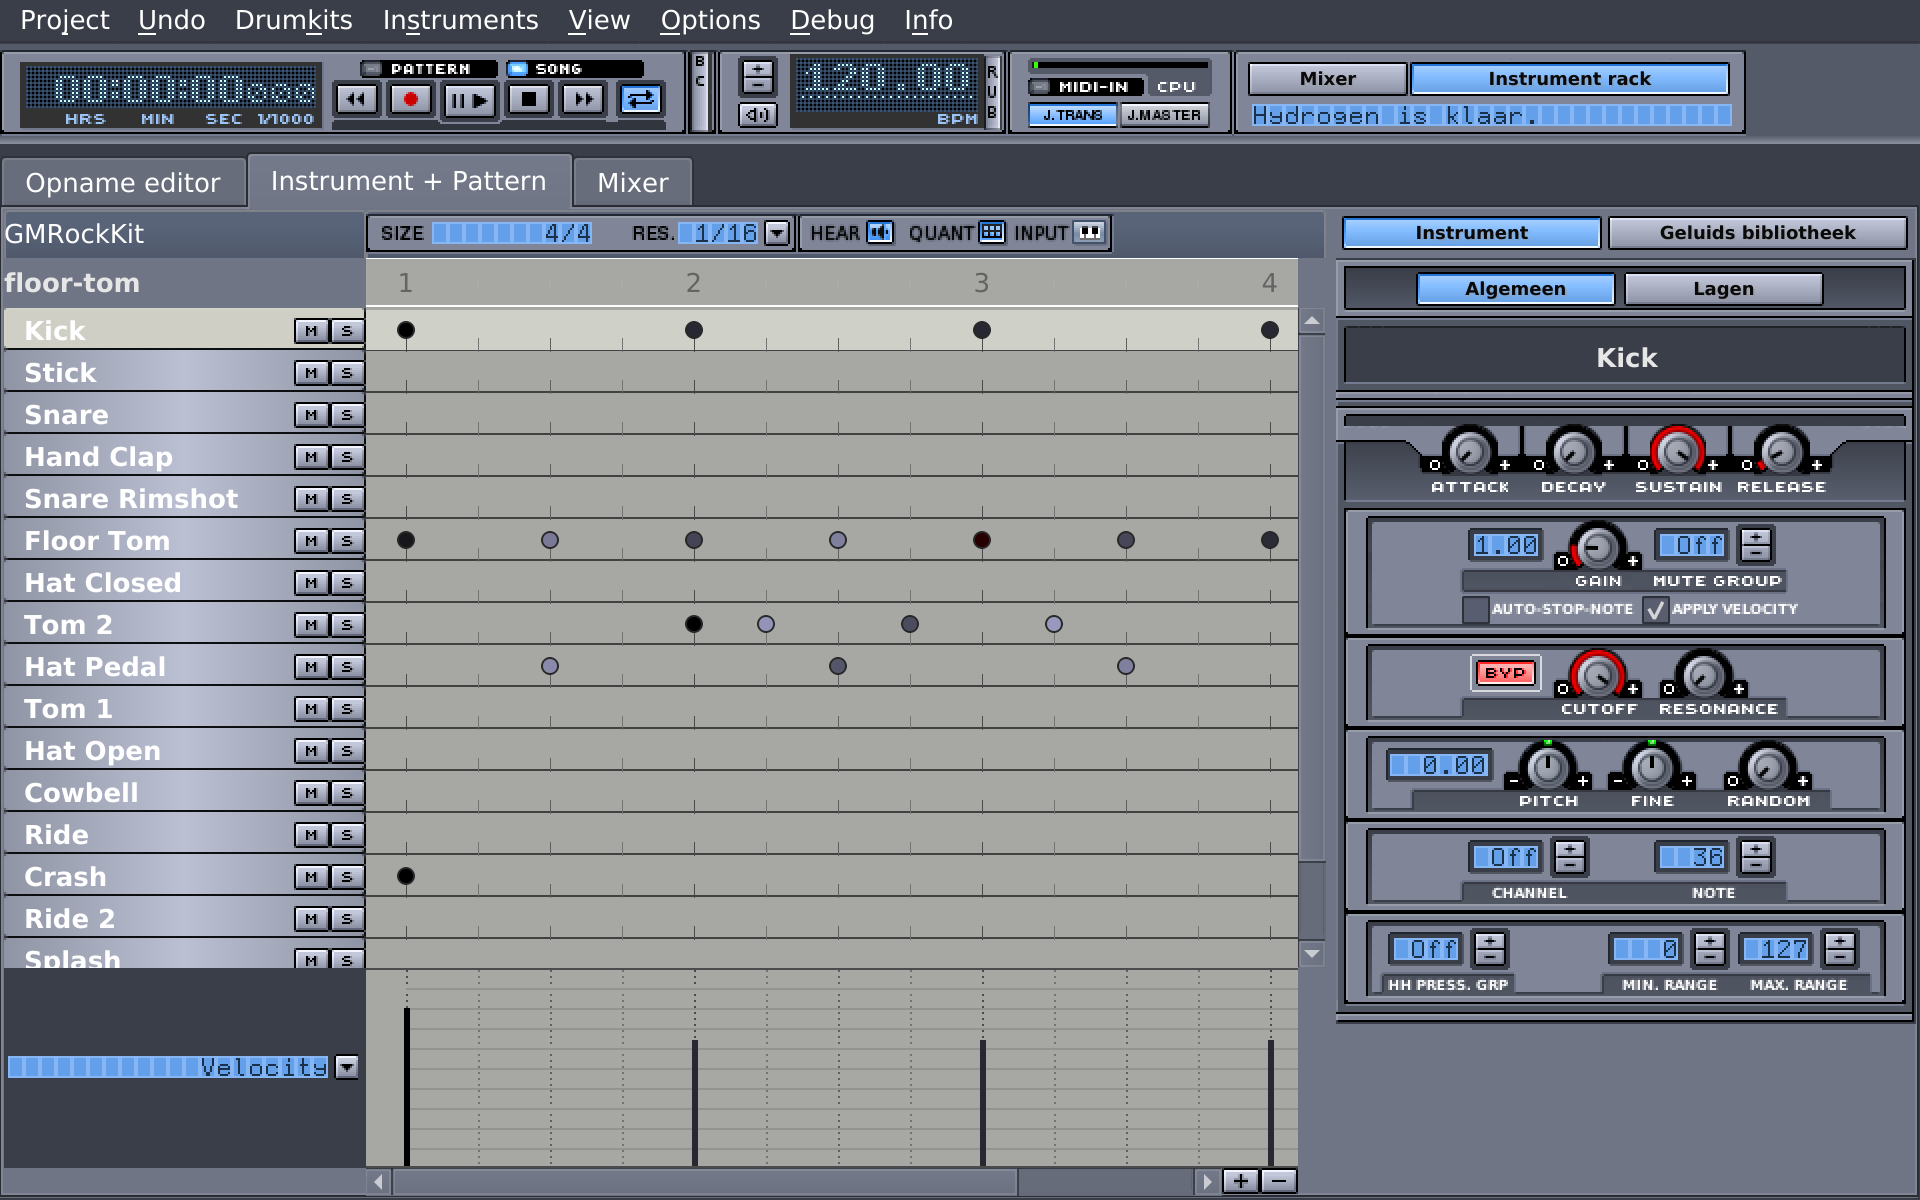 Project Undo Drumkits Instruments View Options Debug Info
00:00:00000
HRS MIN SEC 1/1000
PATTERN SONG
B
C
120.00
BPM
R
U
B
MIDI-IN CPU
J.TRANS J.MASTER
Mixer Instrument rack
Hydrogen is klaar.
Opname editor Instrument + Pattern Mixer
GMRockKit
SIZE 4/4 RES. 1/16 HEAR QUANT INPUT
Instrument Geluids bibliotheek
floor-tom
1 2 3 4
Algemeen Lagen
Kick M S
Stick M S
Snare M S
Hand Clap M S
Snare Rimshot M S
Floor Tom M S
Hat Closed M S
Tom 2 M S
Hat Pedal M S
Tom 1 M S
Hat Open M S
Cowbell M S
Ride M S
Crash M S
Ride 2 M S
Splash M S
Velocity
+ −
Kick
ATTACK DECAY SUSTAIN RELEASE
1.00 Off
GAIN MUTE GROUP
AUTO-STOP-NOTE APPLY VELOCITY
BYP
CUTOFF RESONANCE
0.00
PITCH FINE RANDOM
Off 36
CHANNEL NOTE
Off 0 127
HH PRESS. GRP MIN. RANGE MAX. RANGE